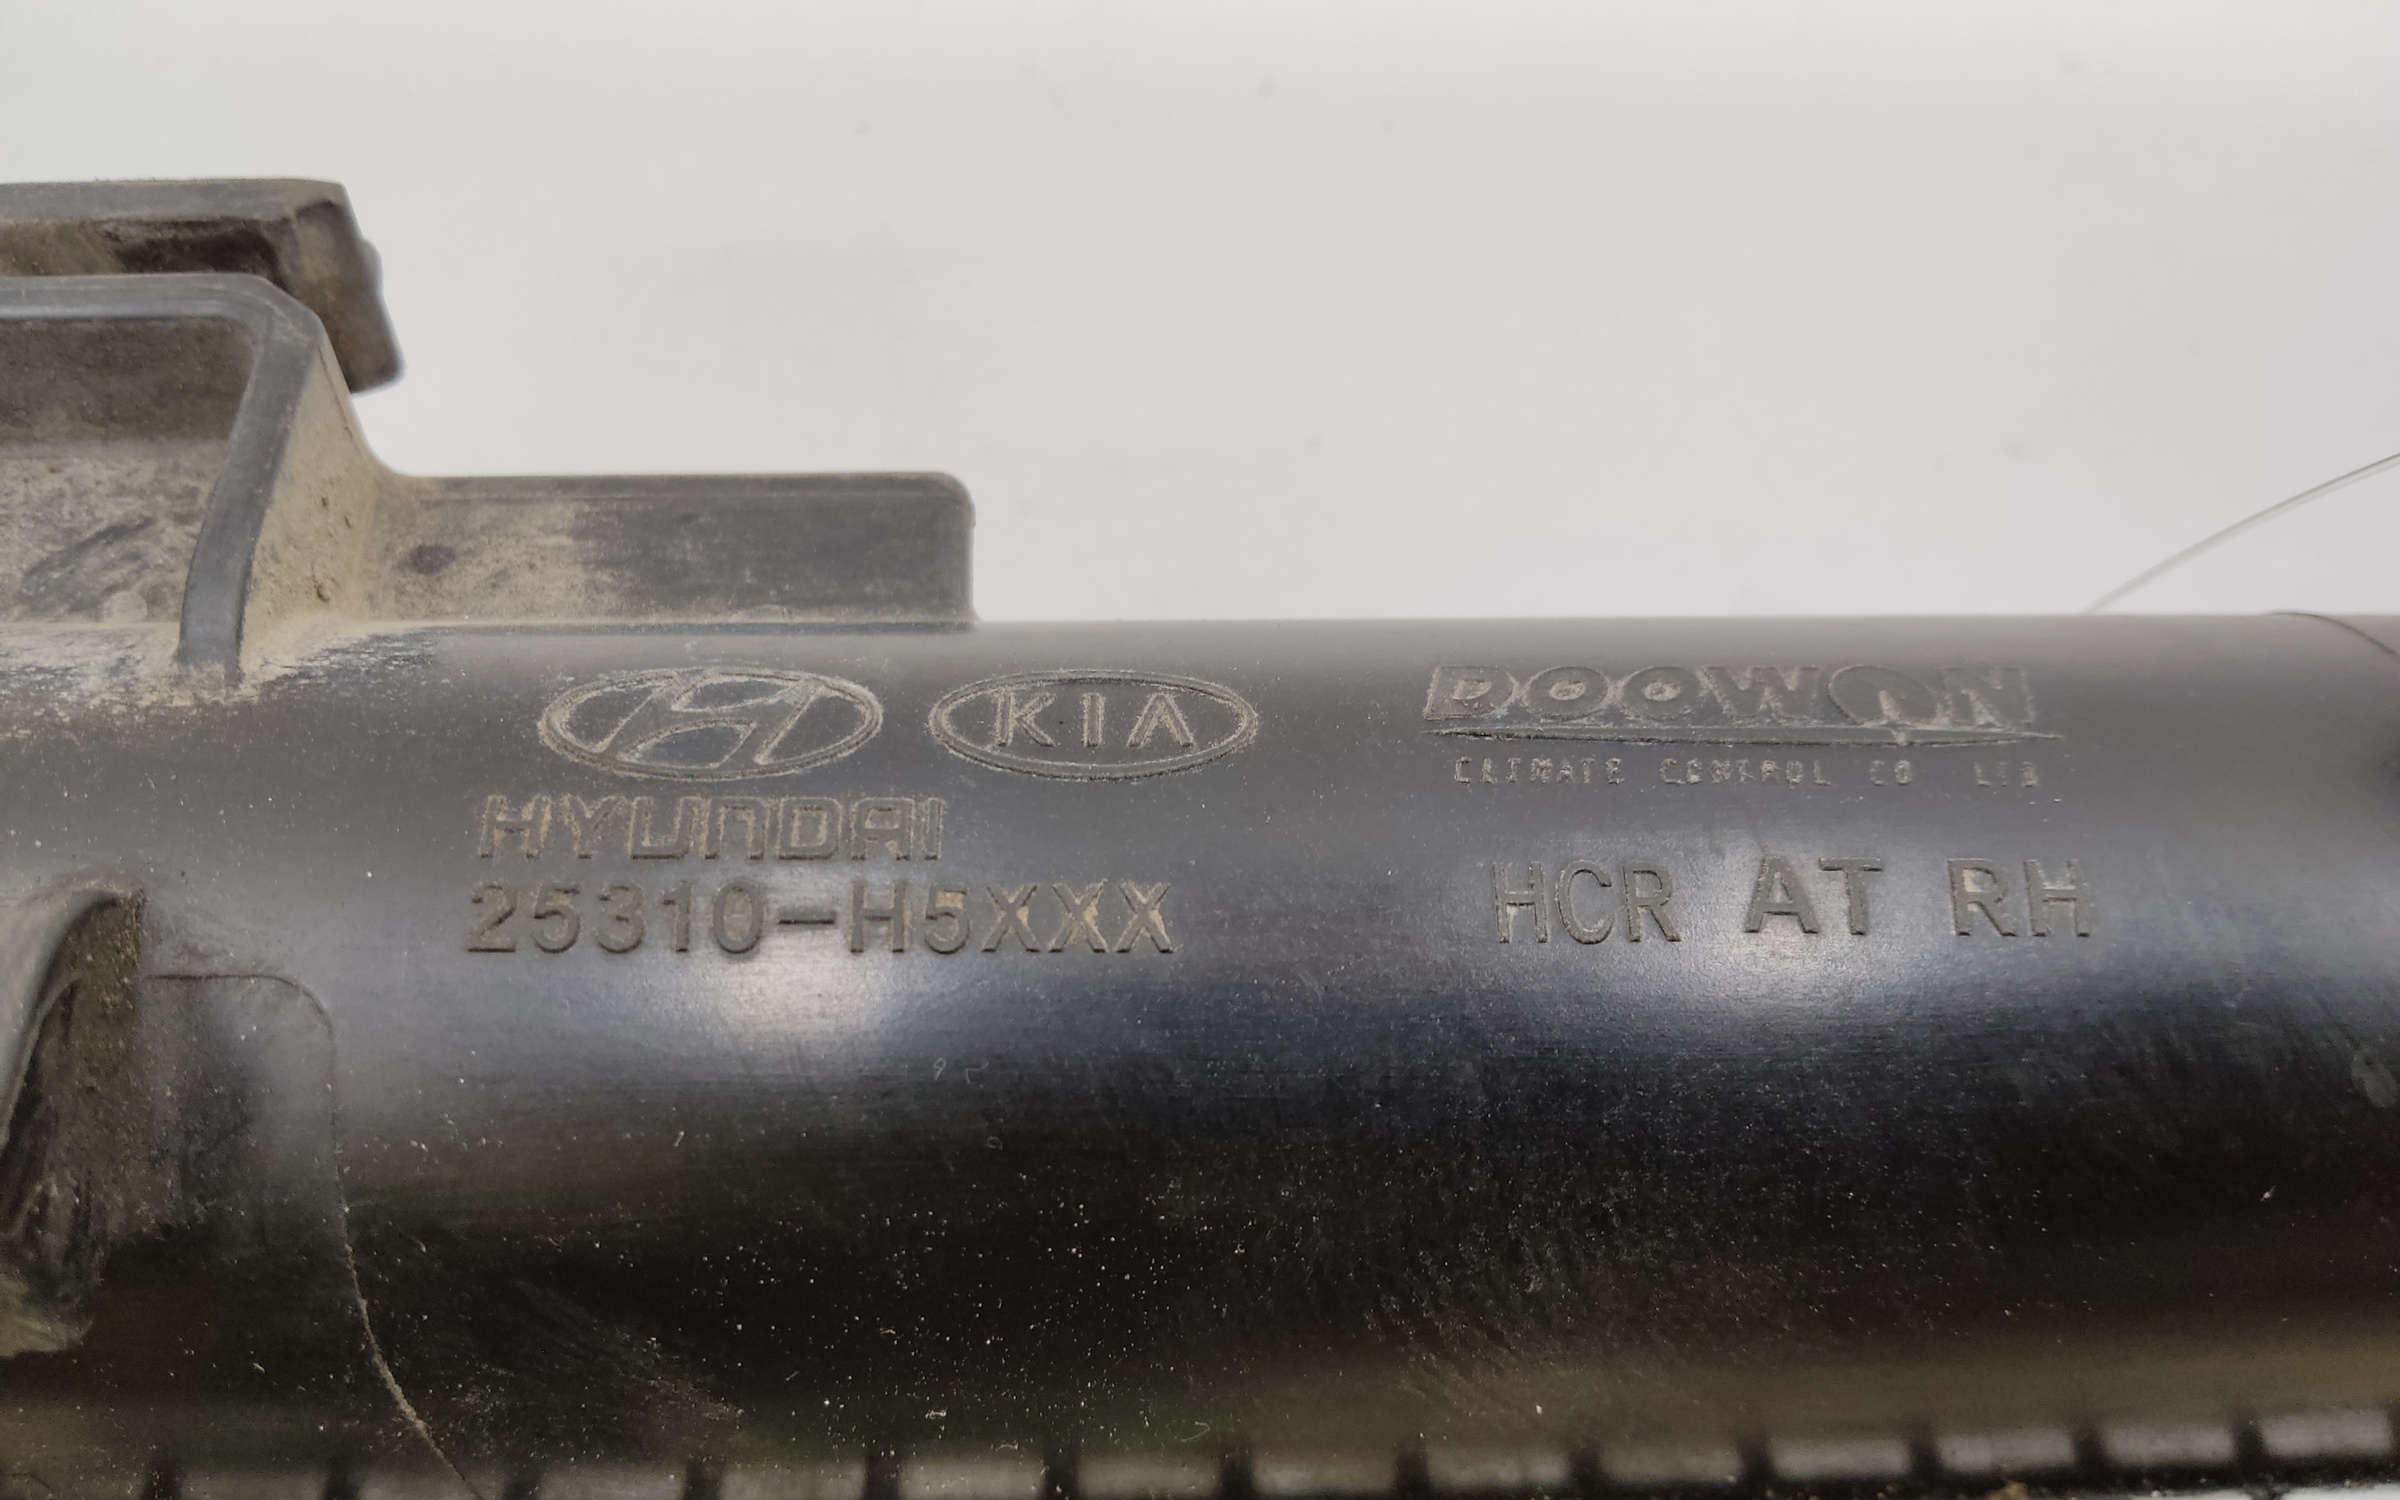 KIA
HYUNDAI
25310-H5XXX
DOOWON
CLIMATE CONTROL CO LTD
HCR AT RH